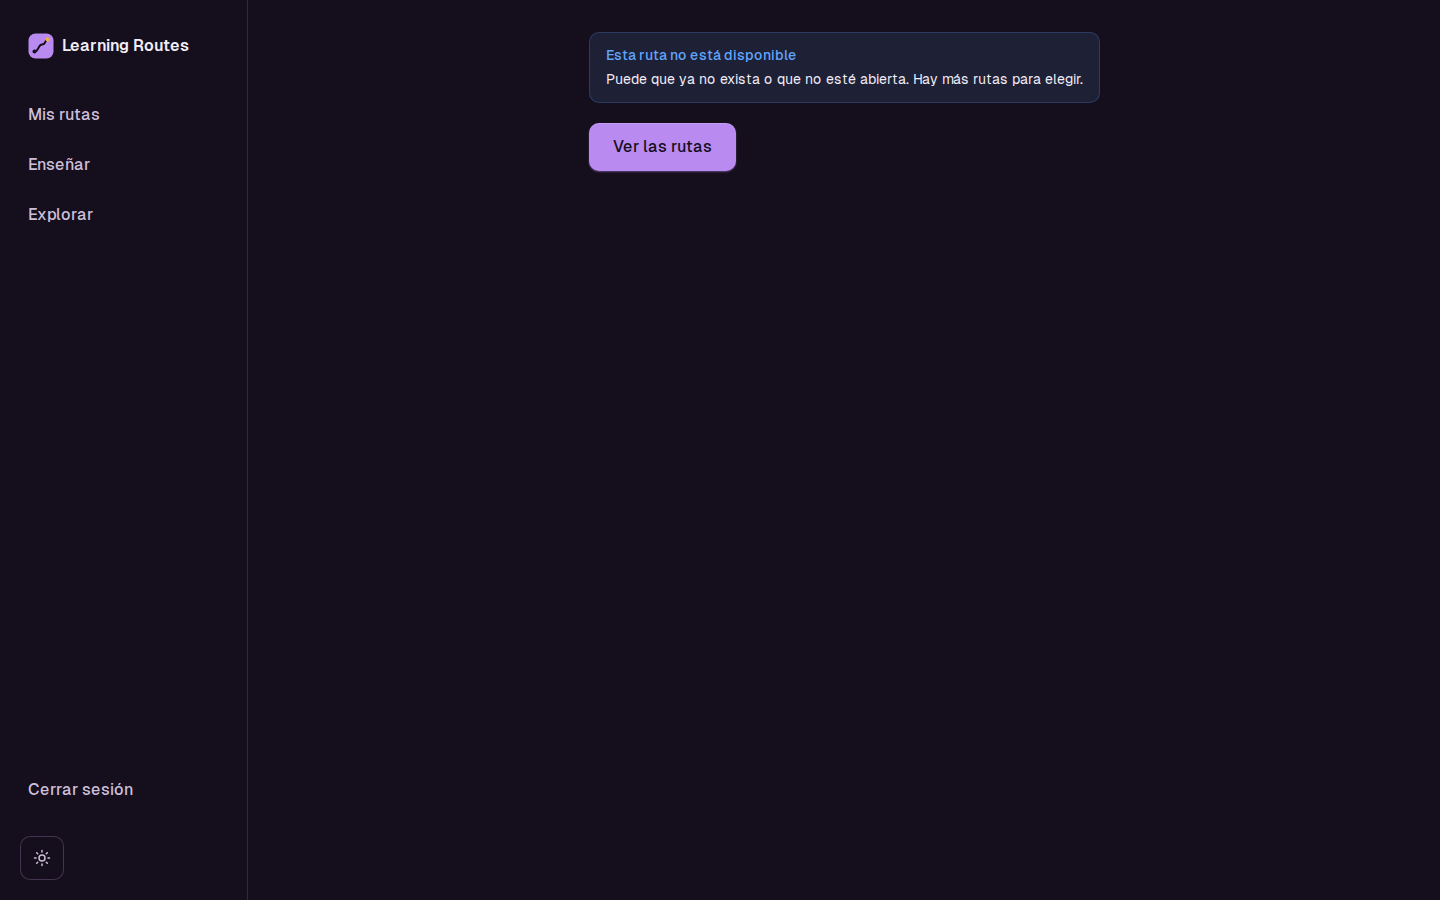 Learning Routes
Mis rutas
Enseñar
Explorar
Cerrar sesión
Esta ruta no está disponible
Puede que ya no exista o que no esté abierta. Hay más rutas para elegir.
Ver las rutas